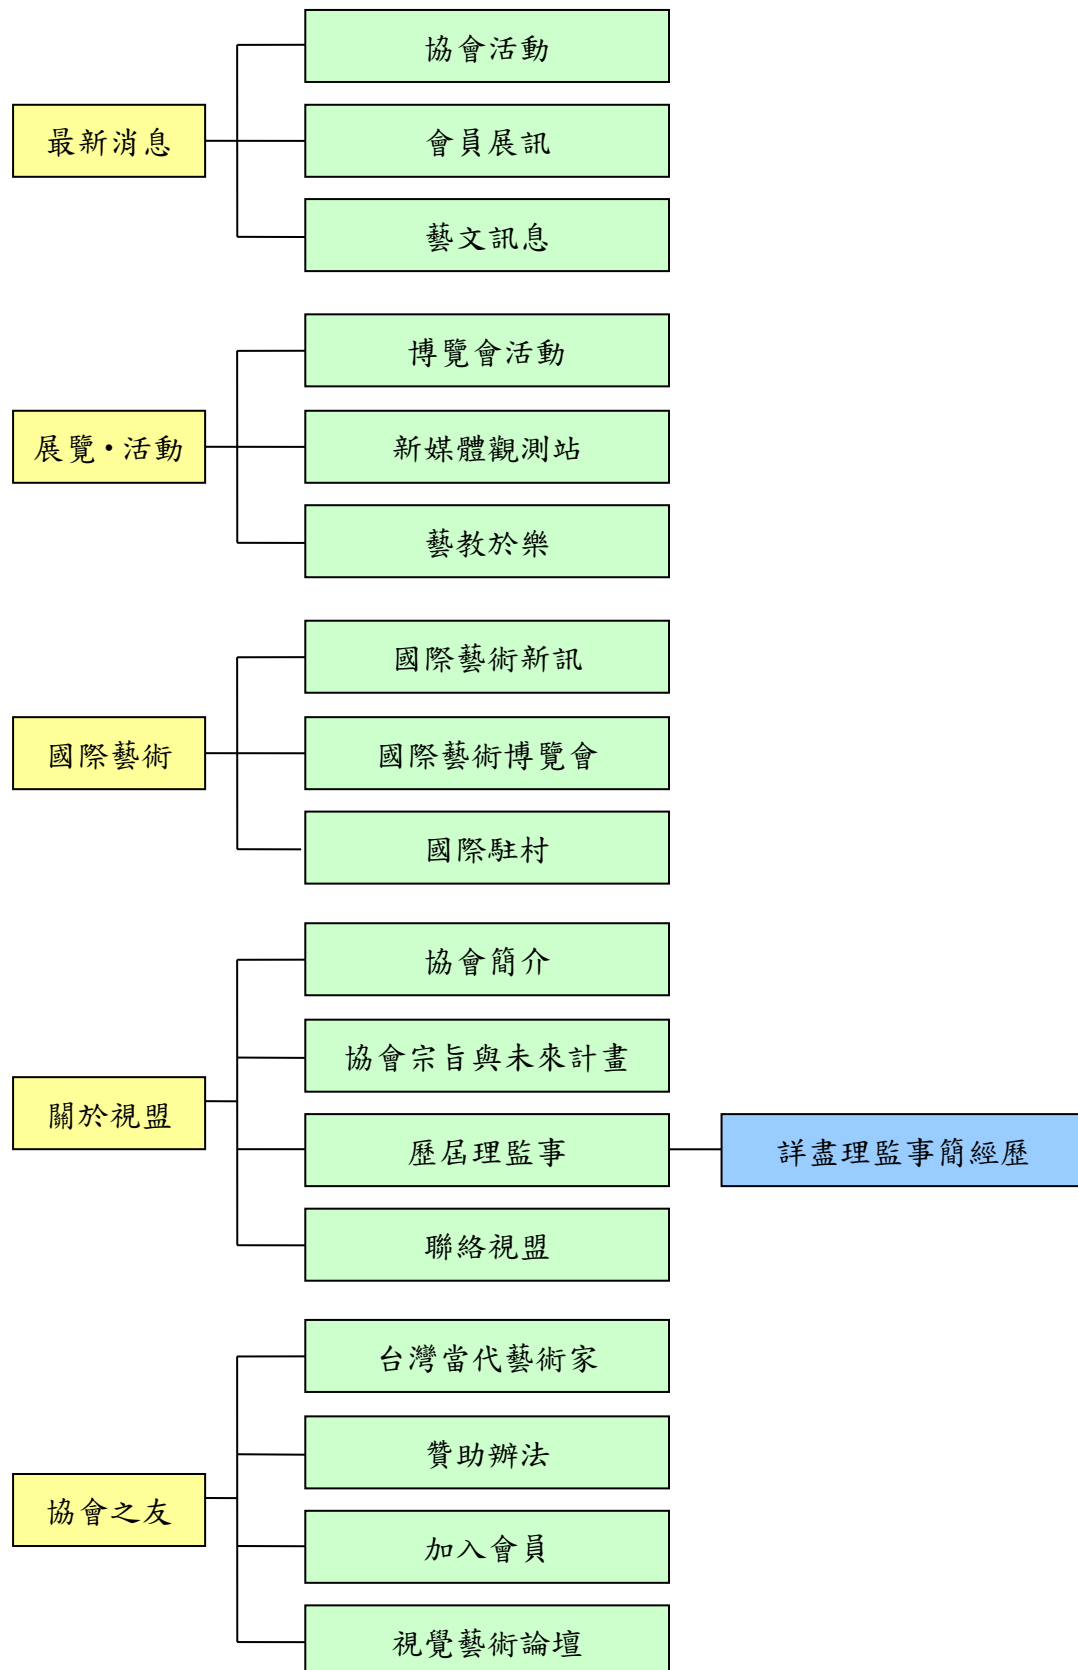 最新消息
協會活動
會員展訊
藝文訊息
展覽•活動
博覽會活動
新媒體觀測站
藝教於樂
國際藝術
國際藝術新訊
國際藝術博覽會
國際駐村
關於視盟
協會簡介
協會宗旨與未來計畫
歷屆理監事
詳盡理監事簡經歷
聯絡視盟
協會之友
台灣當代藝術家
贊助辦法
加入會員
視覺藝術論壇